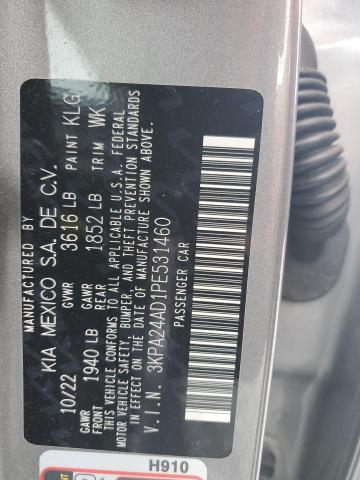 MANUFACTURED BY
KIA MEXICO S.A. DE C.V.
10/22 GVWR 3616 LB PAINT KLG
GAWR FRONT 1940 LB GAWR REAR 1852 LB TRIM WK
THIS VEHICLE CONFORMS TO ALL APPLICABLE U.S.A. FEDERAL
MOTOR VEHICLE SAFETY, BUMPER, AND THEFT PREVENTION STANDARDS
IN EFFECT ON THE DATE OF MANUFACTURE SHOWN ABOVE.
V.I.N. 3KPA24AD1PE531460
PASSENGER CAR
H910